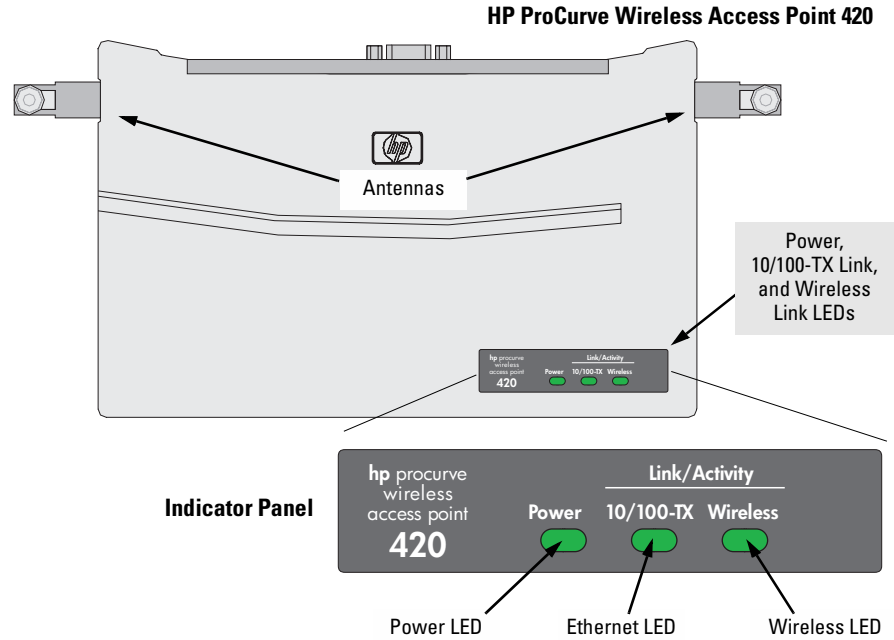 HP ProCurve Wireless Access Point 420
hp
Antennas
Power,
10/100-TX Link,
and Wireless
Link LEDs
hp procurve
wireless
access point
420
Link/Activity
Power 10/100-TX Wireless
Indicator Panel
hp procurve
wireless
access point
420
Link/Activity
Power 10/100-TX Wireless
Power LED Ethernet LED Wireless LED